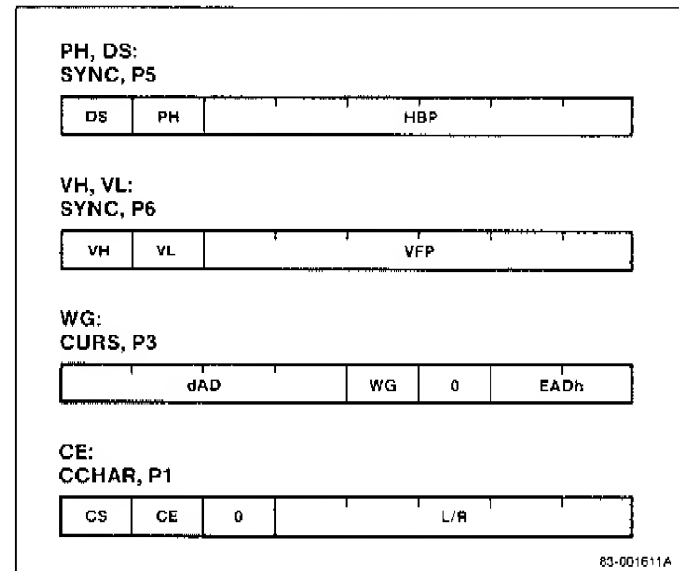 PH, DS:
SYNC, P5
DS PH HBP
VH, VL:
SYNC, P6
VH VL VFP
WG:
CURS, P3
dAD WG 0 EADh
CE:
CCHAR, P1
CS CE 0 L/R
83-001611A